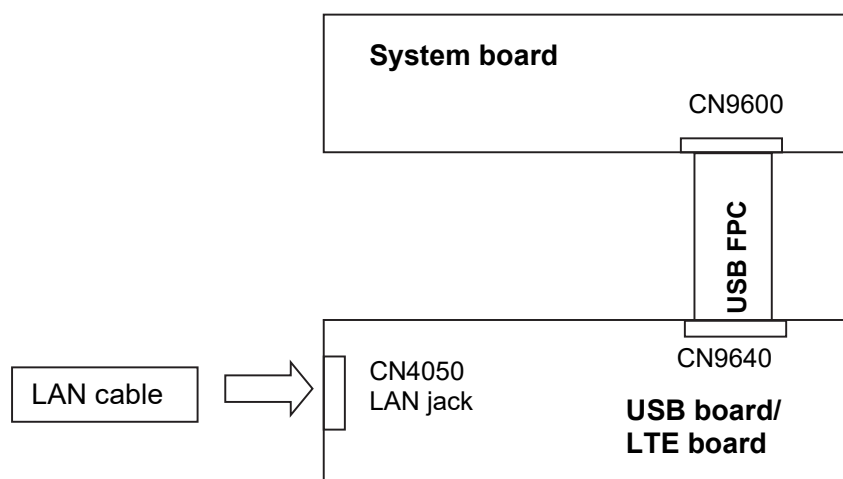 System board
CN9600
USB FPC
CN9640
CN4050
LAN jack
LAN cable
USB board/
LTE board